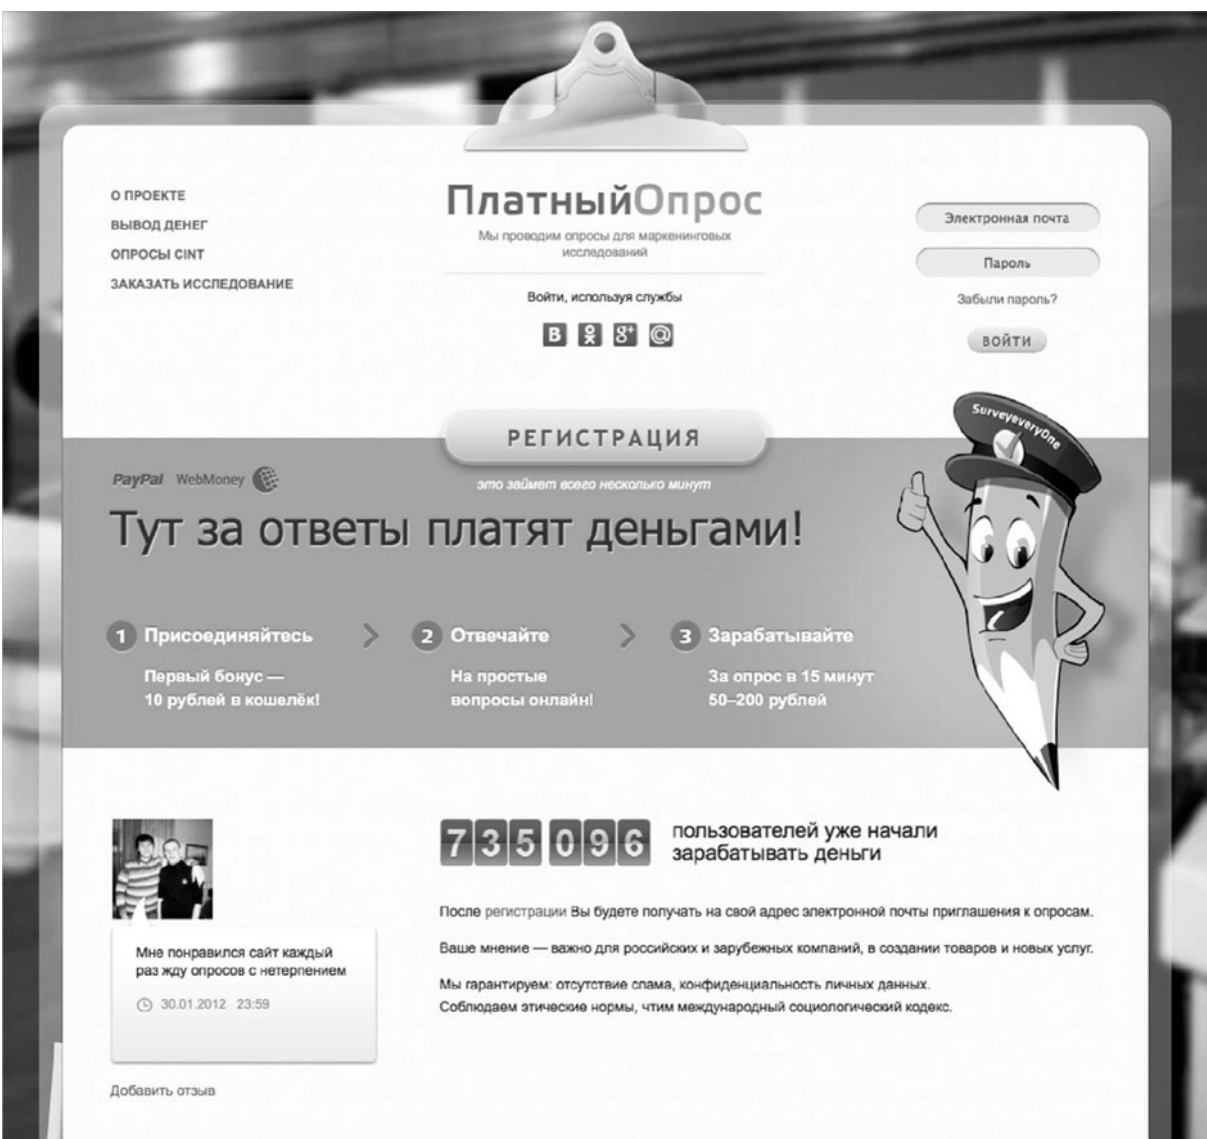 О ПРОЕКТЕ
ВЫВОД ДЕНЕГ
ОПРОСЫ CINT
ЗАКАЗАТЬ ИССЛЕДОВАНИЕ
ПлатныйОпрос
Мы проводим опросы для маркенинговых
исследований
Войти, используя службы
В g+ @
Электронная почта
Пароль
Забыли пароль?
ВОЙТИ
РЕГИСТРАЦИЯ
это займет всего несколько минут
SurveyeveryOne
PayPal WebMoney
Тут за ответы платят деньгами!
1 Присоединяйтесь
Первый бонус —
10 рублей в кошелёк!
2 Отвечайте
На простые
вопросы онлайн!
3 Зарабатывайте
За опрос в 15 минут
50–200 рублей
735 096
пользователей уже начали
зарабатывать деньги
После регистрации Вы будете получать на свой адрес электронной почты приглашения к опросам.
Ваше мнение — важно для российских и зарубежных компаний, в создании товаров и новых услуг.
Мы гарантируем: отсутствие спама, конфиденциальность личных данных.
Соблюдаем этические нормы, чтим международный социологический кодекс.
Мне понравился сайт каждый
раз жду опросов с нетерпением
30.01.2012 23:59
Добавить отзыв